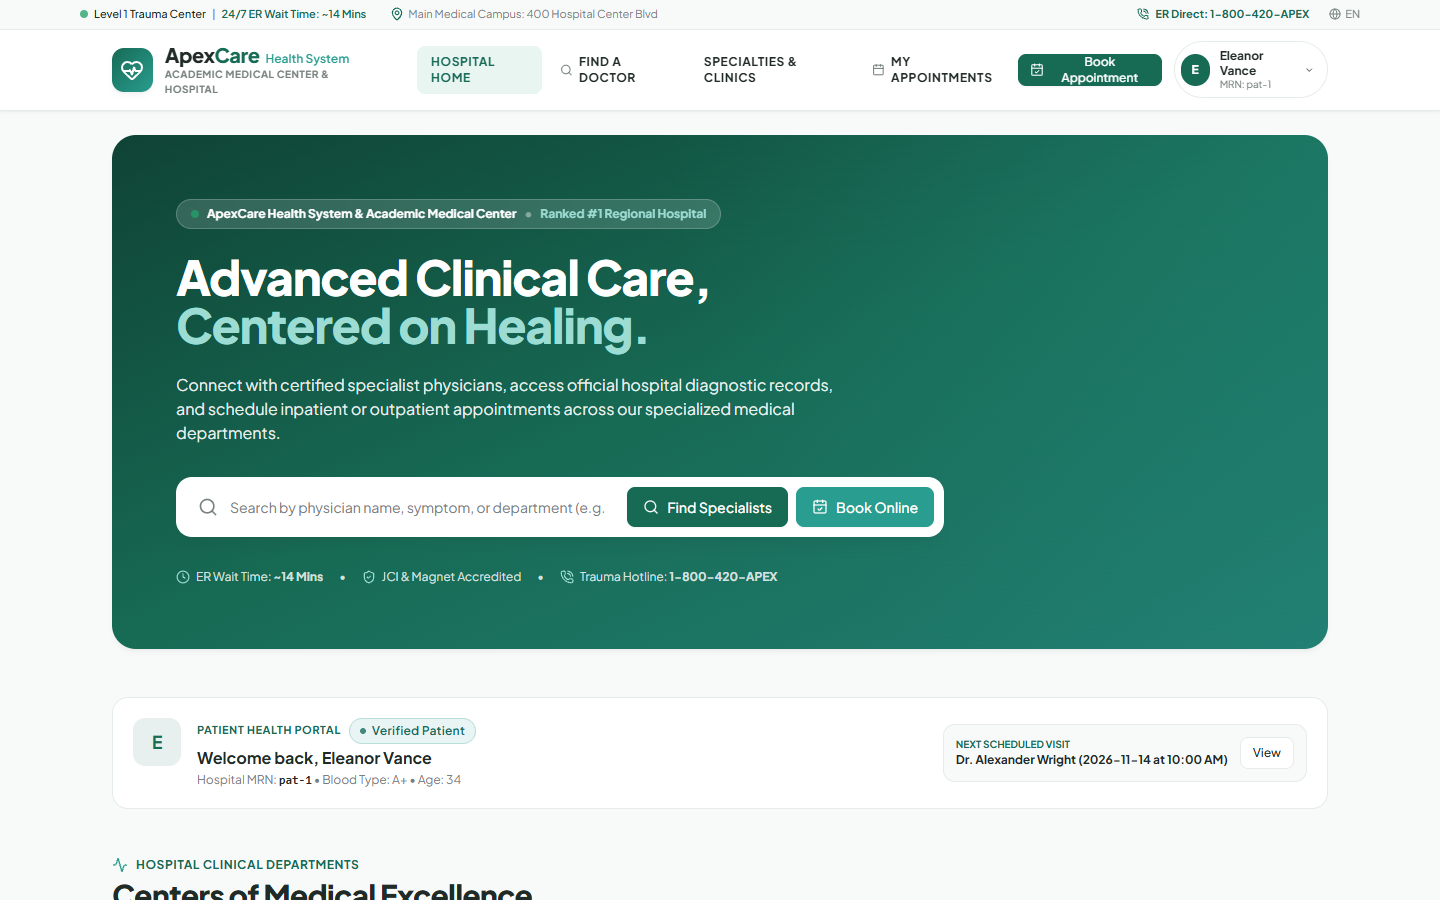 Level 1 Trauma Center | 24/7 ER Wait Time: ~14 Mins
Main Medical Campus: 400 Hospital Center Blvd
ER Direct: 1-800-420-APEX
EN
ApexCare Health System
ACADEMIC MEDICAL CENTER &
HOSPITAL
HOSPITAL
HOME
FIND A
DOCTOR
SPECIALTIES &
CLINICS
MY
APPOINTMENTS
Book
Appointment
E
Eleanor
Vance
MRN: pat-1
ApexCare Health System & Academic Medical Center • Ranked #1 Regional Hospital
Advanced Clinical Care,
Centered on Healing.
Connect with certified specialist physicians, access official hospital diagnostic records,
and schedule inpatient or outpatient appointments across our specialized medical
departments.
Search by physician name, symptom, or department (e.g.
Find Specialists
Book Online
ER Wait Time: ~14 Mins • JCI & Magnet Accredited • Trauma Hotline: 1-800-420-APEX
E
PATIENT HEALTH PORTAL
• Verified Patient
Welcome back, Eleanor Vance
Hospital MRN: pat-1 • Blood Type: A+ • Age: 34
NEXT SCHEDULED VISIT
Dr. Alexander Wright (2026-11-14 at 10:00 AM)
View
HOSPITAL CLINICAL DEPARTMENTS
Centers of Medical Excellence